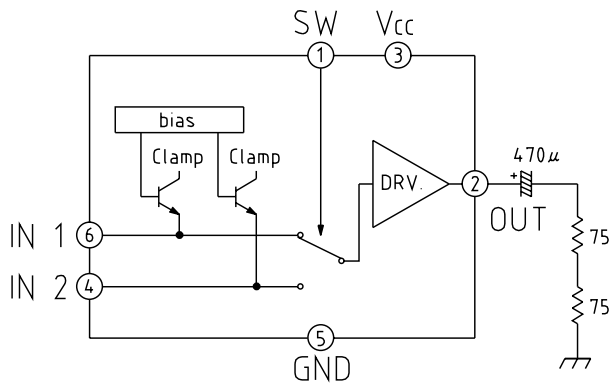 SW Vcc
1 3
bias
Clamp Clamp
470μ
+
DRV. 2
OUT
IN 1 6
75
IN 2 4
75
5
GND